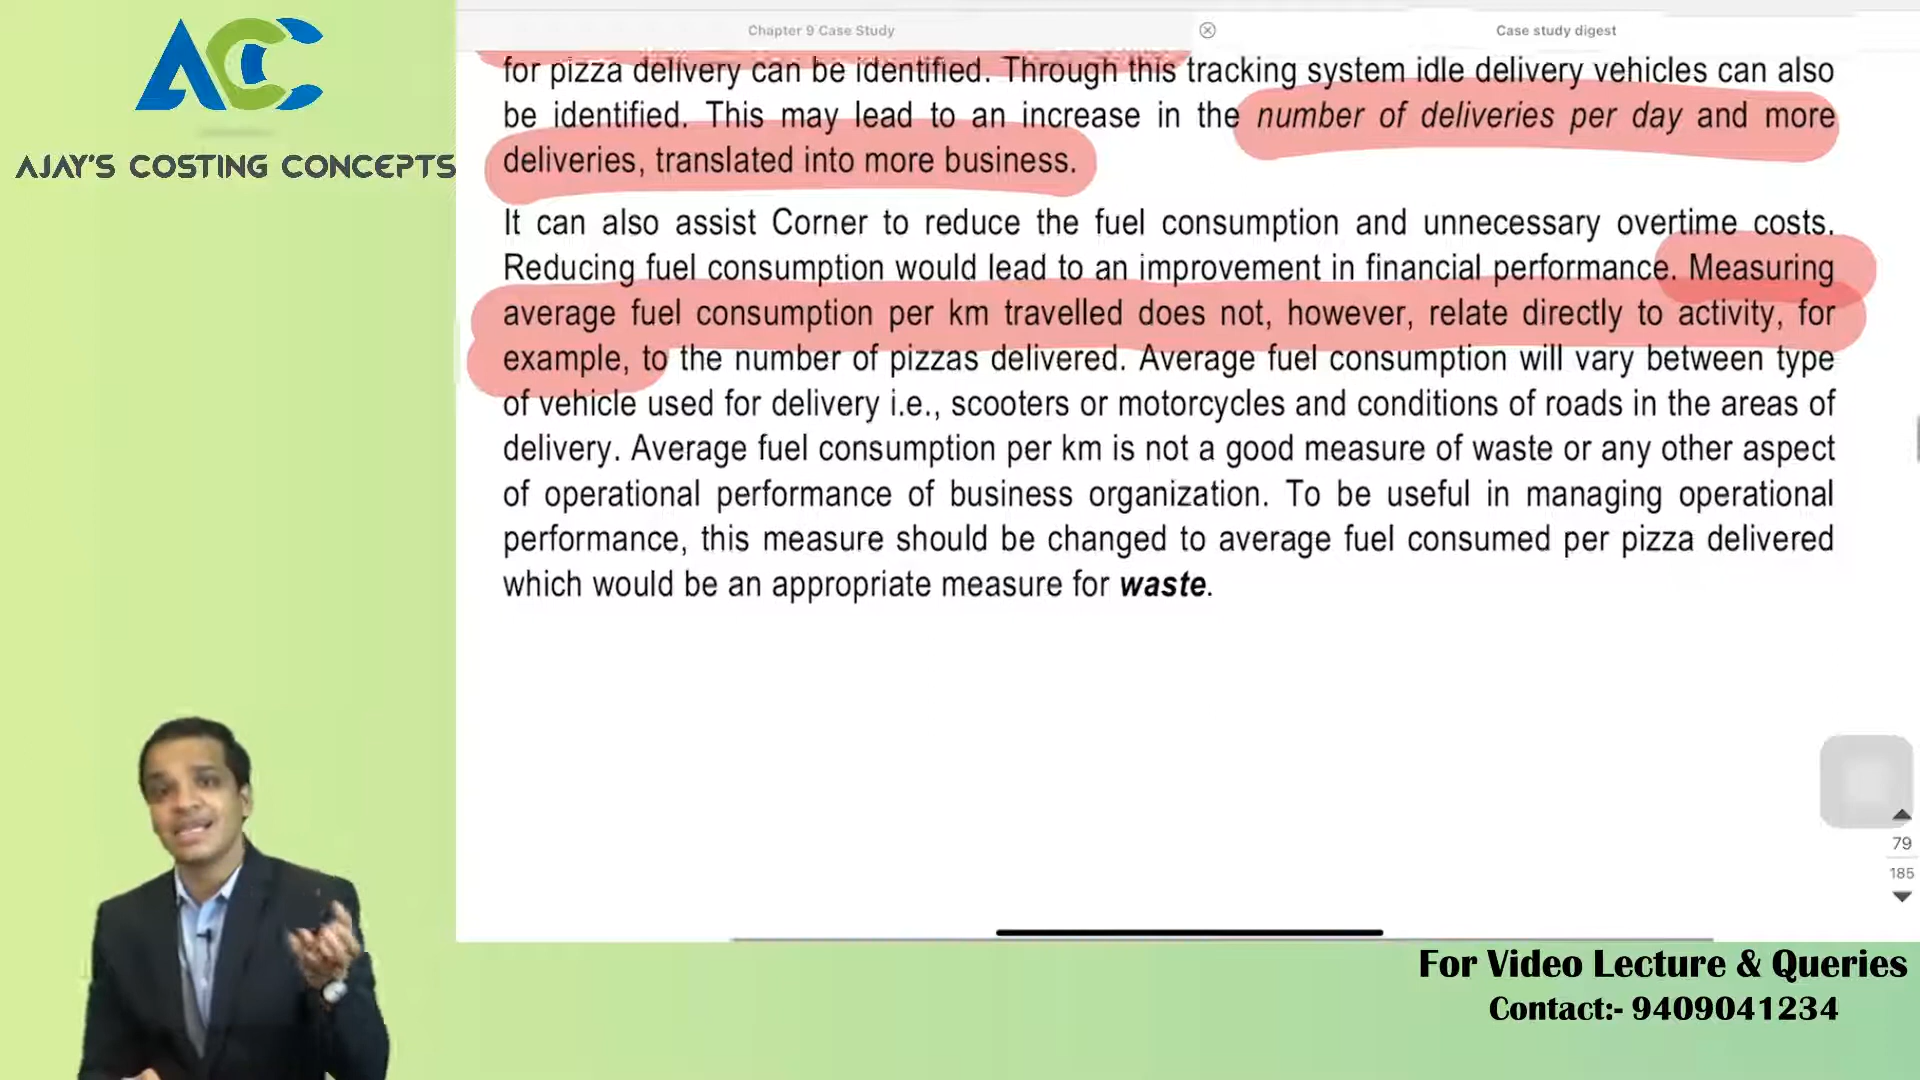 ACC
AJAY'S COSTING CONCEPTS
Chapter 9 Case Study
Case study digest
for pizza delivery can be identified. Through this tracking system idle delivery vehicles can also
be identified. This may lead to an increase in the number of deliveries per day and more
deliveries, translated into more business.
It can also assist Corner to reduce the fuel consumption and unnecessary overtime costs.
Reducing fuel consumption would lead to an improvement in financial performance. Measuring
average fuel consumption per km travelled does not, however, relate directly to activity, for
example, to the number of pizzas delivered. Average fuel consumption will vary between type
of vehicle used for delivery i.e., scooters or motorcycles and conditions of roads in the areas of
delivery. Average fuel consumption per km is not a good measure of waste or any other aspect
of operational performance of business organization. To be useful in managing operational
performance, this measure should be changed to average fuel consumed per pizza delivered
which would be an appropriate measure for waste.
79
185
For Video Lecture & Queries
Contact:- 9409041234